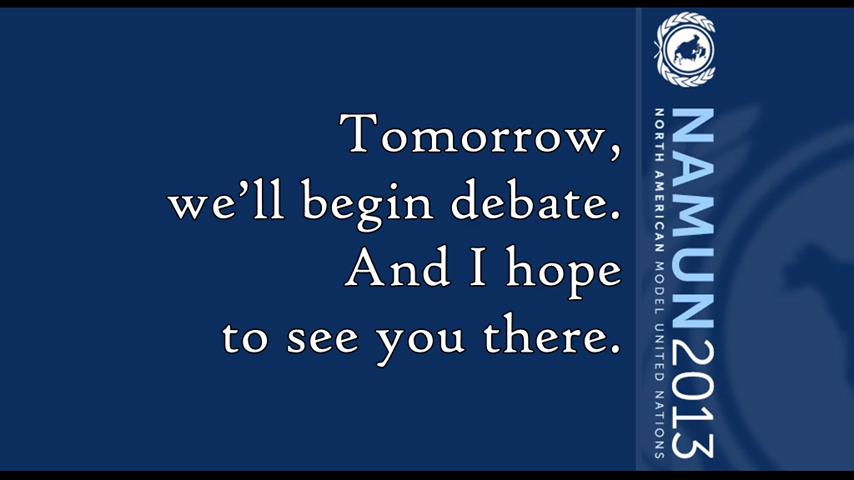 Tomorrow,
we’ll begin debate.
And I hope
to see you there.
NAMUN2013
NORTH AMERICAN MODEL UNITED NATIONS